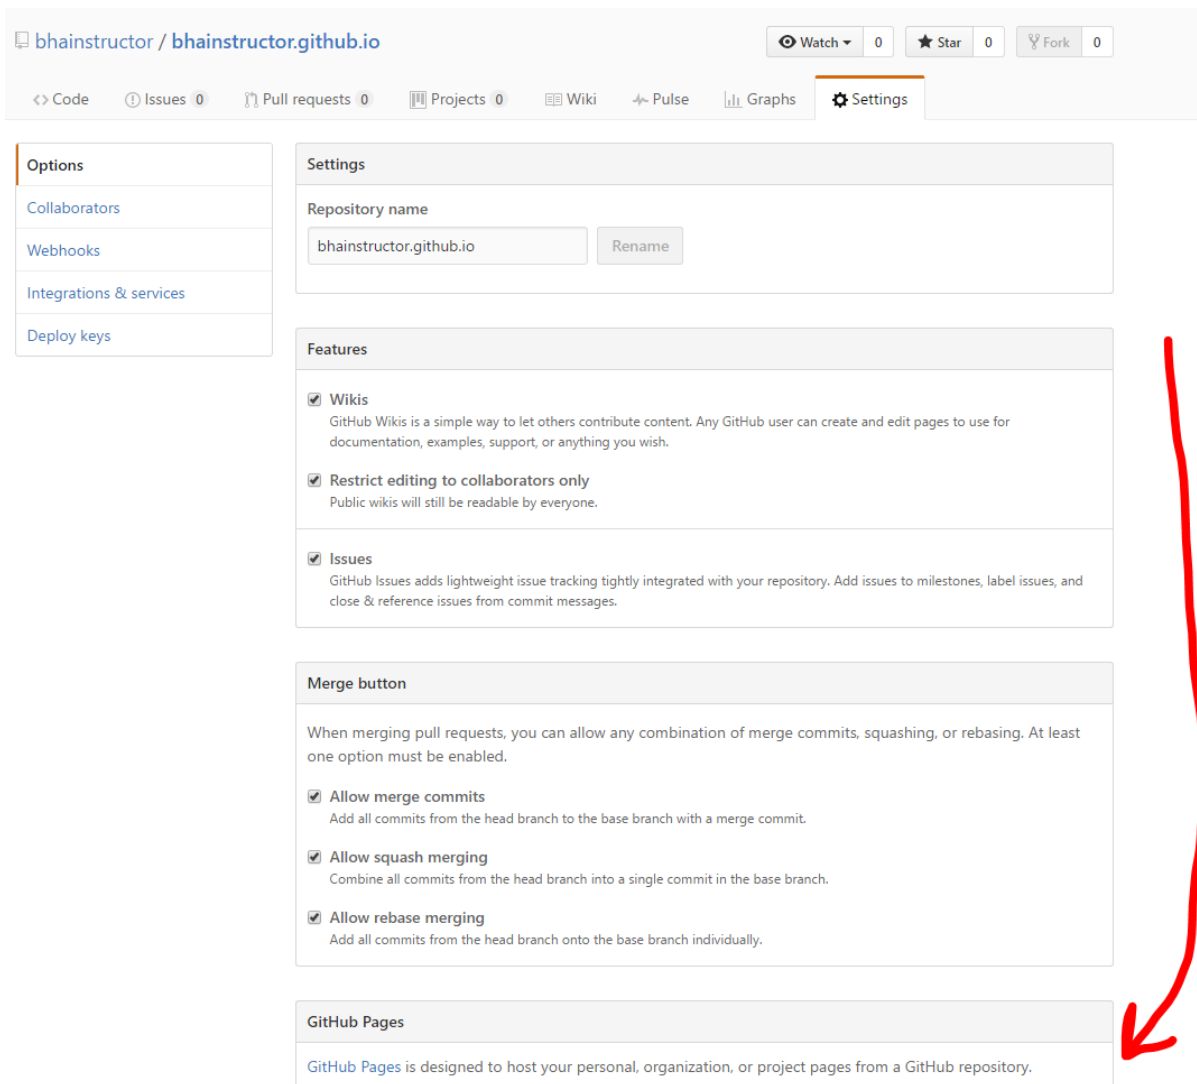 bhainstructor / bhainstructor.github.io
Watch 0 Star 0 Fork 0
Code Issues 0 Pull requests 0 Projects 0 Wiki Pulse Graphs Settings
Options
Collaborators
Webhooks
Integrations & services
Deploy keys
Settings
Repository name
bhainstructor.github.io Rename
Features
Wikis
GitHub Wikis is a simple way to let others contribute content. Any GitHub user can create and edit pages to use for
documentation, examples, support, or anything you wish.
Restrict editing to collaborators only
Public wikis will still be readable by everyone.
Issues
GitHub Issues adds lightweight issue tracking tightly integrated with your repository. Add issues to milestones, label issues, and
close & reference issues from commit messages.
Merge button
When merging pull requests, you can allow any combination of merge commits, squashing, or rebasing. At least
one option must be enabled.
Allow merge commits
Add all commits from the head branch to the base branch with a merge commit.
Allow squash merging
Combine all commits from the head branch into a single commit in the base branch.
Allow rebase merging
Add all commits from the head branch onto the base branch individually.
GitHub Pages
GitHub Pages is designed to host your personal, organization, or project pages from a GitHub repository.